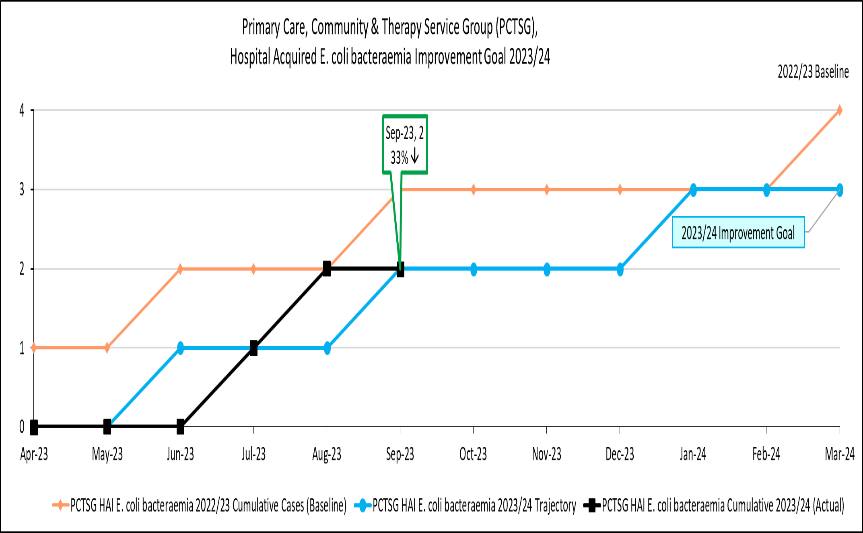 Primary Care, Community & Therapy Service Group (PCTSG),
Hospital Acquired E. coli bacteraemia Improvement Goal 2023/24
2022/23 Baseline
4
Sep-23, 2
33% ↓
3
2023/24 Improvement Goal
2
1
0
Apr-23 May-23 Jun-23 Jul-23 Aug-23 Sep-23 Oct-23 Nov-23 Dec-23 Jan-24 Feb-24 Mar-24
PCTSG HAI E. coli bacteraemia 2022/23 Cumulative Cases (Baseline) PCTSG HAI E. coli bacteraemia 2023/24 Trajectory PCTSG HAI E. coli bacteraemia Cumulative 2023/24 (Actual)